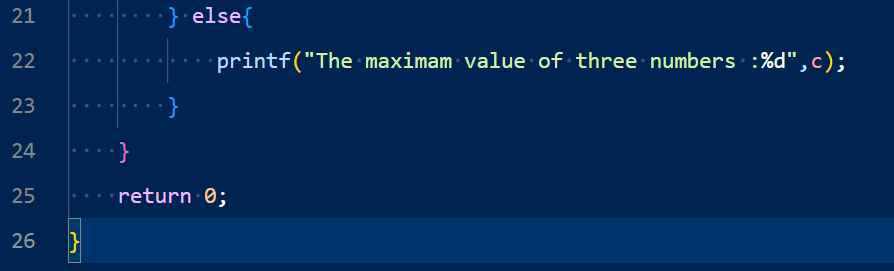 21 } else{
22 printf("The maximam value of three numbers :%d",c);
23 }
24 }
25 return 0;
26 }